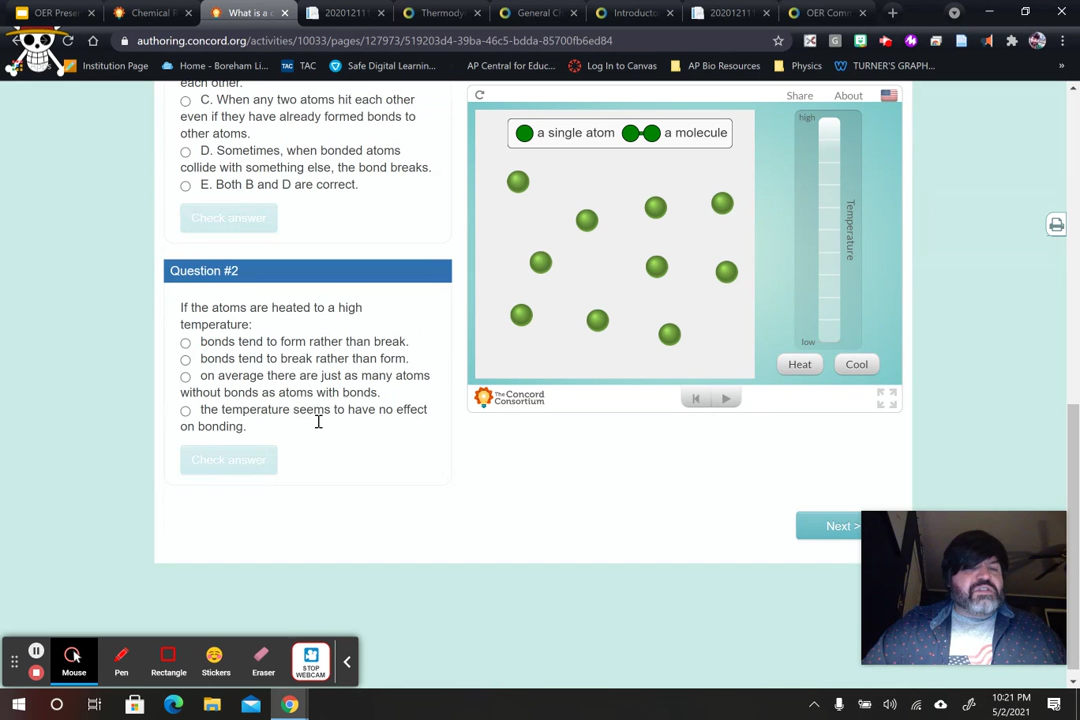 OER Prese
Chemical R
What is a c
20201211
Thermody
General Ch
Introducto
20201211
OER Com
authoring.concord.org/activities/10033/pages/127973/519203d4-39ba-46c5-bdda-85700fb6ed84
Institution Page
Home - Boreham Li...
TAC
Safe Digital Learnin...
AP Central for Educ...
Log In to Canvas
AP Bio Resources
Physics
TURNER'S GRAPH...
each other.
C. When any two atoms hit each other
even if they have already formed bonds to
other atoms.
D. Sometimes, when bonded atoms
collide with something else, the bond breaks.
E. Both B and D are correct.
Check answer
Question #2
If the atoms are heated to a high
temperature:
bonds tend to form rather than break.
bonds tend to break rather than form.
on average there are just as many atoms
without bonds as atoms with bonds.
the temperature seems to have no effect
on bonding.
Check answer
Share
About
a single atom
a molecule
high
Temperature
low
Heat
Cool
The Concord
Consortium
Next >
Mouse
Pen
Rectangle
Stickers
Eraser
STOP
WEBCAM
10:21 PM
5/2/2021